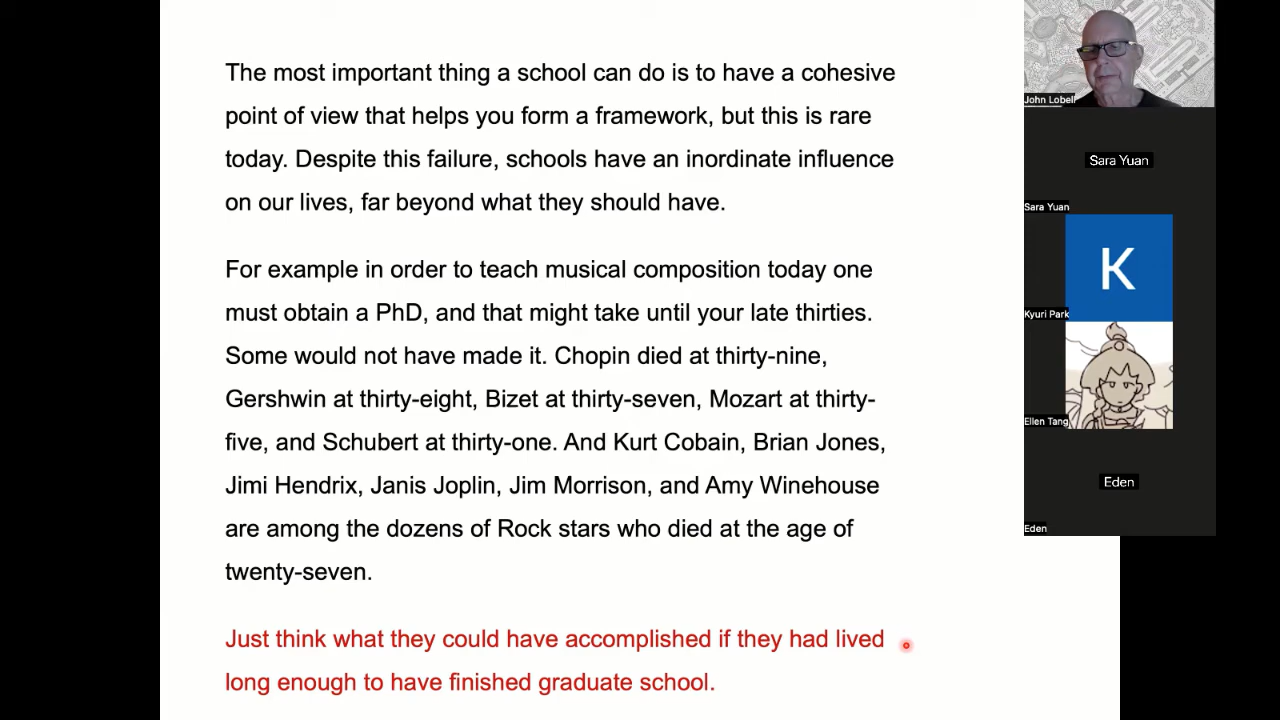 The most important thing a school can do is to have a cohesive
point of view that helps you form a framework, but this is rare
today. Despite this failure, schools have an inordinate influence
on our lives, far beyond what they should have.
For example in order to teach musical composition today one
must obtain a PhD, and that might take until your late thirties.
Some would not have made it. Chopin died at thirty-nine,
Gershwin at thirty-eight, Bizet at thirty-seven, Mozart at thirty-
five, and Schubert at thirty-one. And Kurt Cobain, Brian Jones,
Jimi Hendrix, Janis Joplin, Jim Morrison, and Amy Winehouse
are among the dozens of Rock stars who died at the age of
twenty-seven.
Just think what they could have accomplished if they had lived
long enough to have finished graduate school.
John Lobell
Sara Yuan
Sara Yuan
K
Kyuri Park
Ellen Tang
Eden
Eden